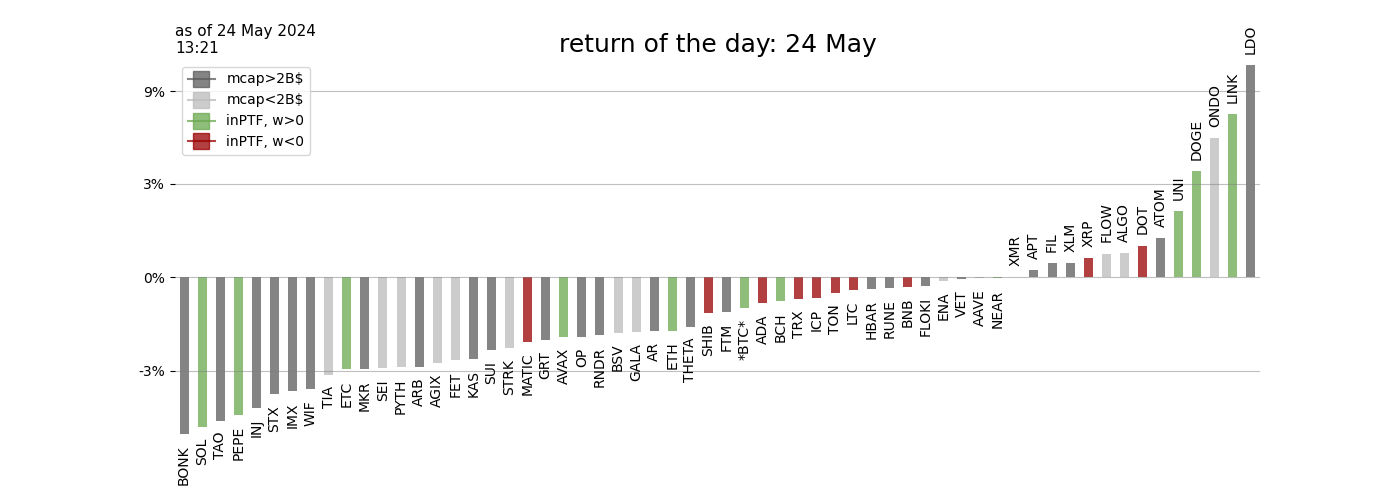 as of 24 May 2024
13:21
return of the day: 24 May
mcap>2B$
mcap<2B$
inPTF, w>0
inPTF, w<0
9%
3%
0%
-3%
BONK
SOL
TAO
PEPE
INJ
STX
IMX
WIF
TIA
ETC
MKR
SEI
PYTH
ARB
AGIX
FET
KAS
SUI
STRK
MATIC
GRT
AVAX
OP
RNDR
BSV
GALA
AR
ETH
THETA
SHIB
FTM
*BTC*
ADA
BCH
TRX
ICP
TON
LTC
HBAR
RUNE
BNB
FLOKI
ENA
VET
AAVE
NEAR
XMR
APT
FIL
XLM
XRP
FLOW
ALGO
DOT
ATOM
UNI
DOGE
ONDO
LINK
LDO